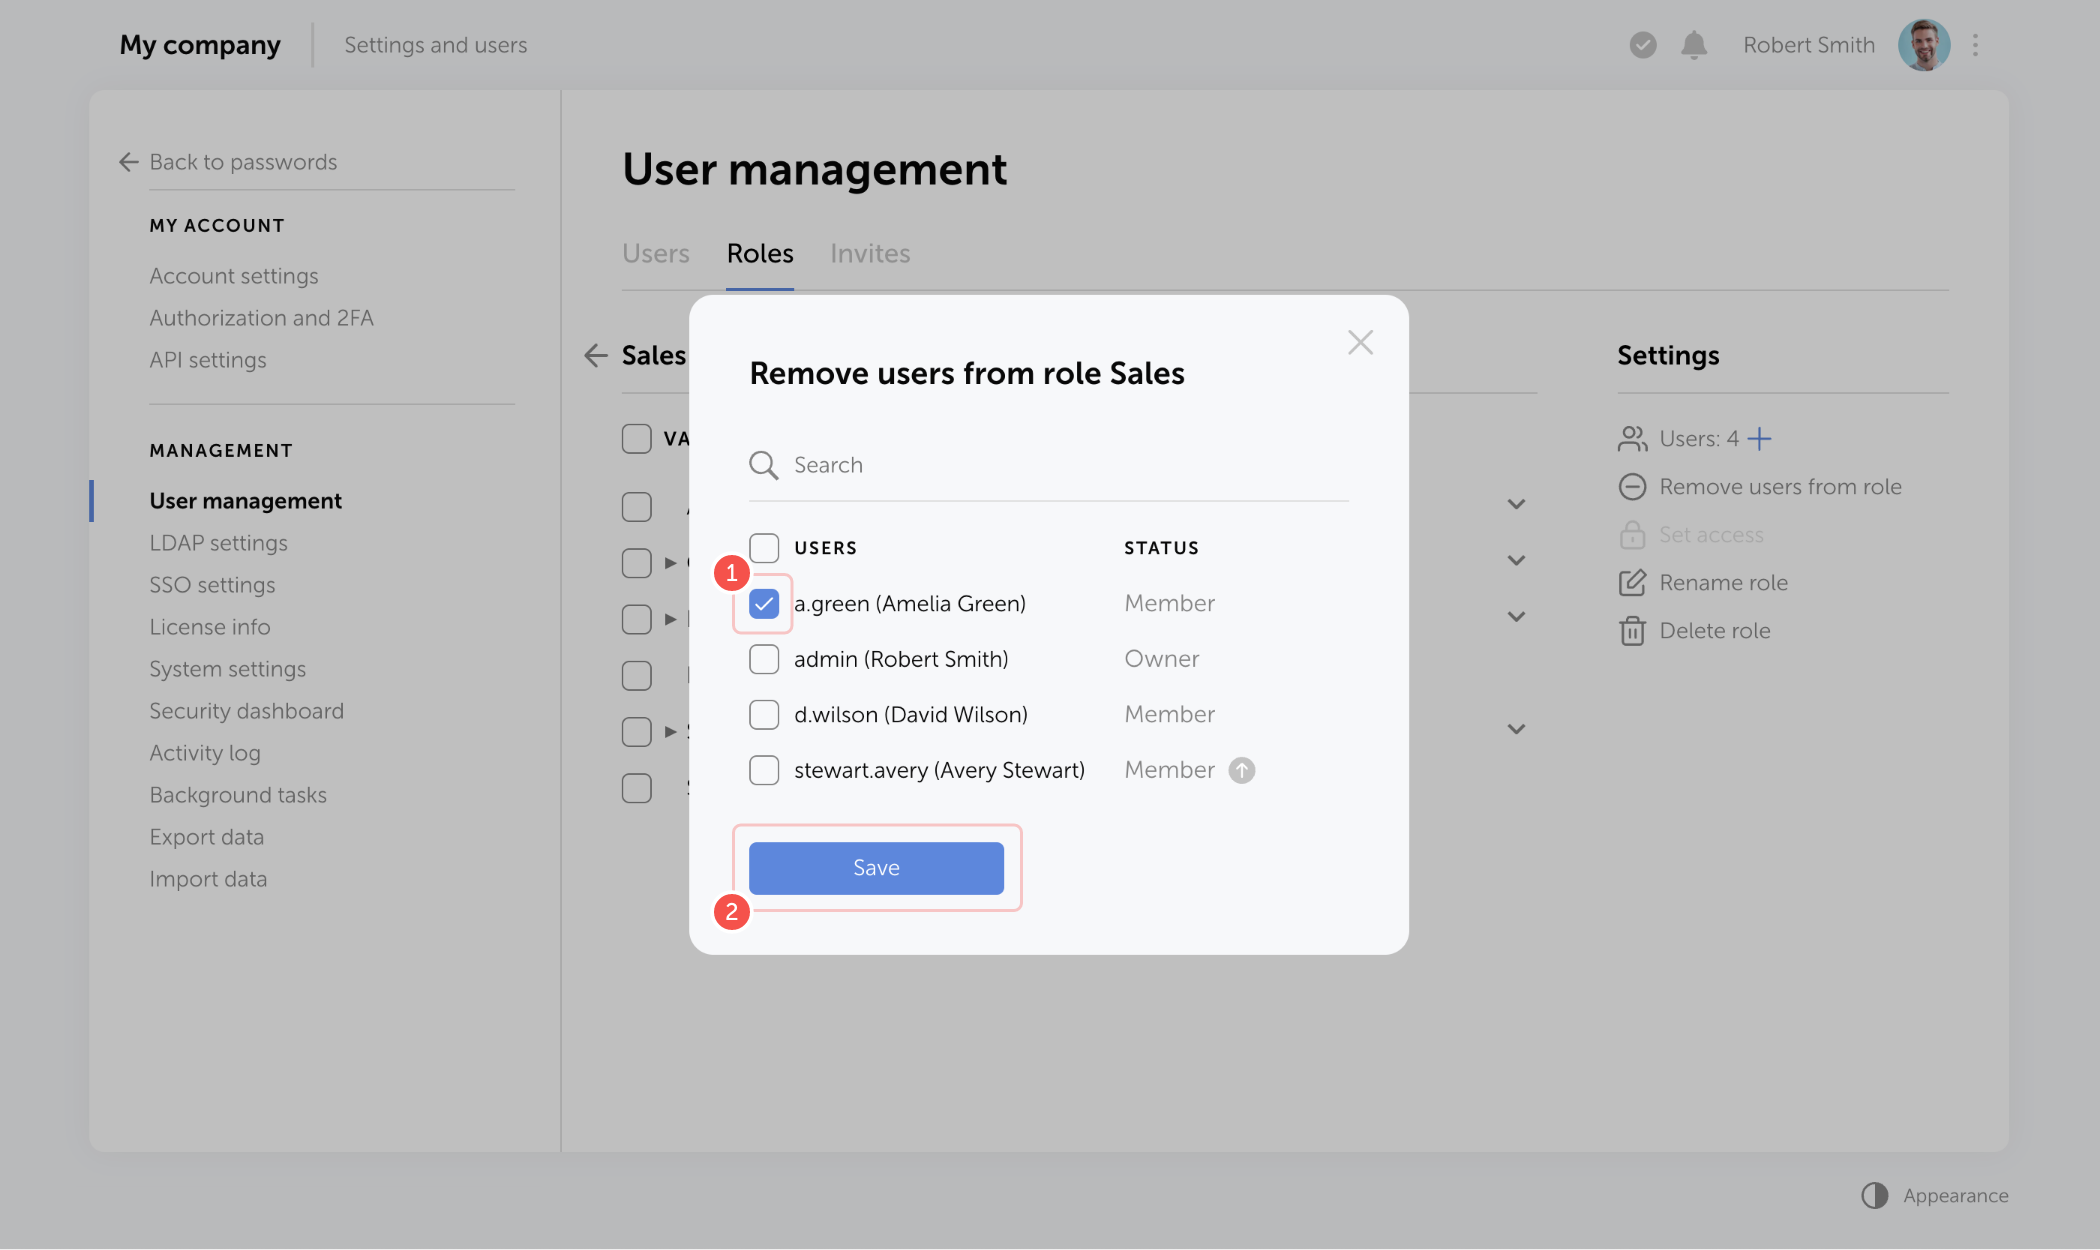 My company
Settings and users
Robert Smith
Back to passwords
MY ACCOUNT
Account settings
Authorization and 2FA
API settings
MANAGEMENT
User management
LDAP settings
SSO settings
License info
System settings
Security dashboard
Activity log
Background tasks
Export data
Import data
User management
Users Roles Invites
Sales
Remove users from role Sales
Search
USERS STATUS
1
a.green (Amelia Green) Member
admin (Robert Smith) Owner
d.wilson (David Wilson) Member
stewart.avery (Avery Stewart) Member
Save
2
Settings
Users: 4
Remove users from role
Set access
Rename role
Delete role
Appearance